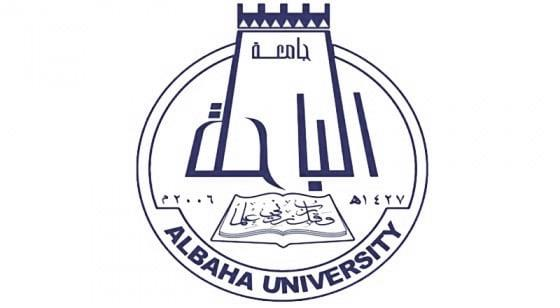 جامعة
الباحة
١٤٢٧هـ
٢٠٠٦م
وقل رب زدني علما
ALBAHA UNIVERSITY